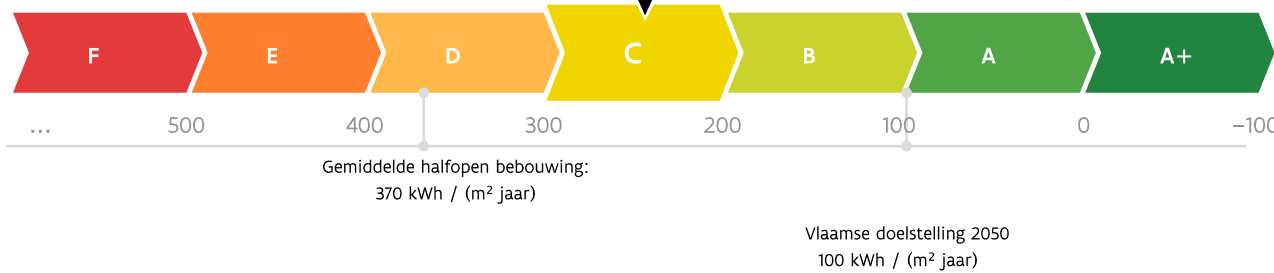 F E D C B A A+
... 500 400 300 200 100 0 −100
Gemiddelde halfopen bebouwing:
370 kWh / (m² jaar)
Vlaamse doelstelling 2050
100 kWh / (m² jaar)